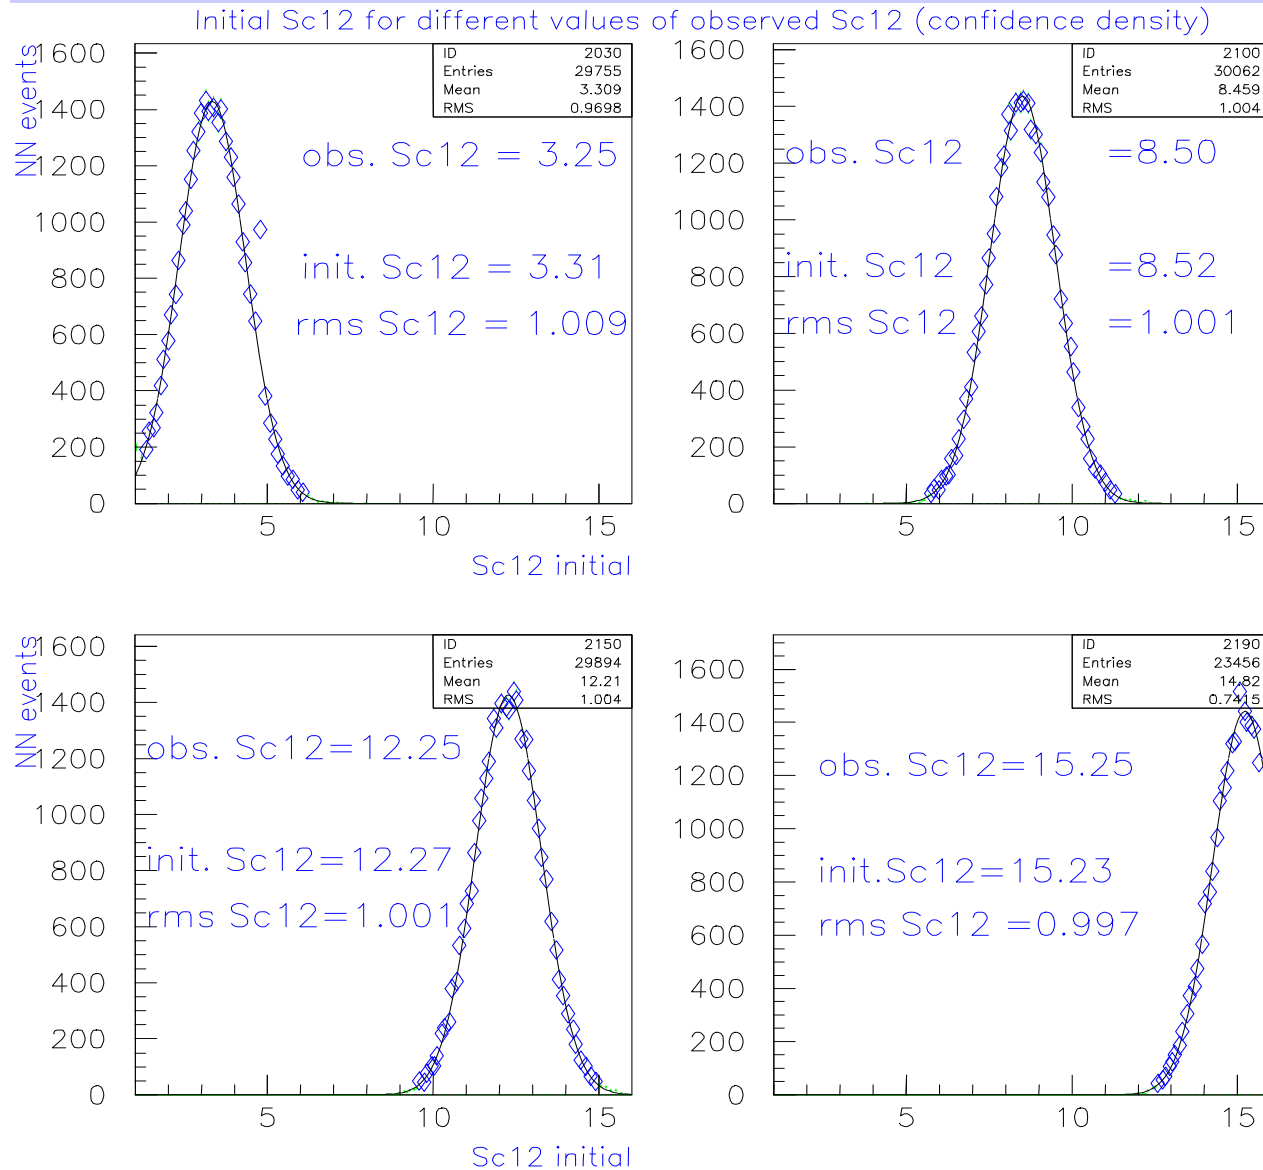 Initial Sc12 for different values of observed Sc12 (confidence density)
NN events
1600
1400
1200
1000
800
600
400
200
0
5
10
15
Sc12 initial
ID 2030
Entries 29755
Mean 3.309
RMS 0.9698
obs. Sc12 = 3.25
init. Sc12 = 3.31
rms Sc12 = 1.009
1600
1400
1200
1000
800
600
400
200
0
5
10
15
ID 2100
Entries 30062
Mean 8.459
RMS 1.004
obs. Sc12 =8.50
init. Sc12 =8.52
rms Sc12 =1.001
NN events
1600
1400
1200
1000
800
600
400
200
0
5
10
15
Sc12 initial
ID 2150
Entries 29894
Mean 12.21
RMS 1.004
obs. Sc12=12.25
init. Sc12=12.27
rms Sc12=1.001
1600
1400
1200
1000
800
600
400
200
0
5
10
15
ID 2190
Entries 23456
Mean 14.82
RMS 0.7415
obs. Sc12=15.25
init.Sc12=15.23
rms Sc12 =0.997